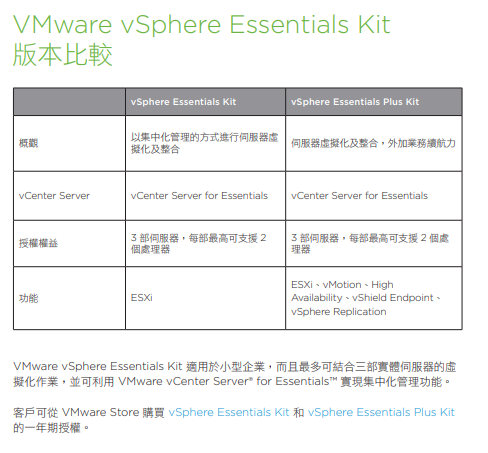 VMware vSphere Essentials Kit
版本比較
vSphere Essentials Kit
vSphere Essentials Plus Kit
概觀
以集中化管理的方式進行伺服器虛
擬化及整合
伺服器虛擬化及整合，外加業務續航力
vCenter Server
vCenter Server for Essentials
vCenter Server for Essentials
授權權益
3 部伺服器，每部最高可支援 2
個處理器
3 部伺服器，每部最高可支援 2 個處
理器
功能
ESXi
ESXi、vMotion、High
Availability、vShield Endpoint、
vSphere Replication
VMware vSphere Essentials Kit 適用於小型企業，而且最多可結合三部實體伺服器的虛
擬化作業，並可利用 VMware vCenter Server® for Essentials™ 實現集中化管理功能。
客戶可從 VMware Store 購買 vSphere Essentials Kit 和 vSphere Essentials Plus Kit
的一年期授權。